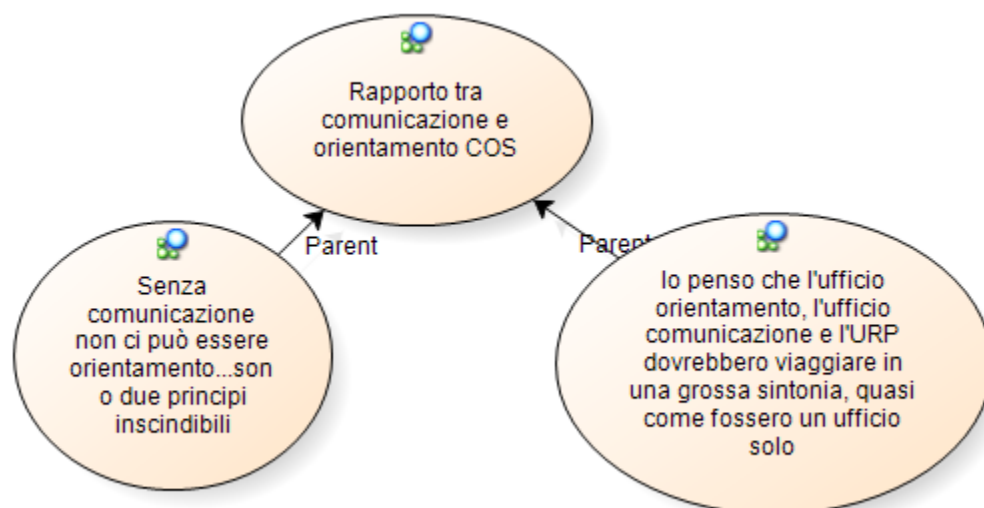 Rapporto tra
comunicazione e
orientamento COS
Parent
Parent
Senza
comunicazione
non ci può essere
orientamento...son
o due principi
inscindibili
Io penso che l'ufficio
orientamento, l'ufficio
comunicazione e l'URP
dovrebbero viaggiare in
una grossa sintonia, quasi
come fossero un ufficio
solo